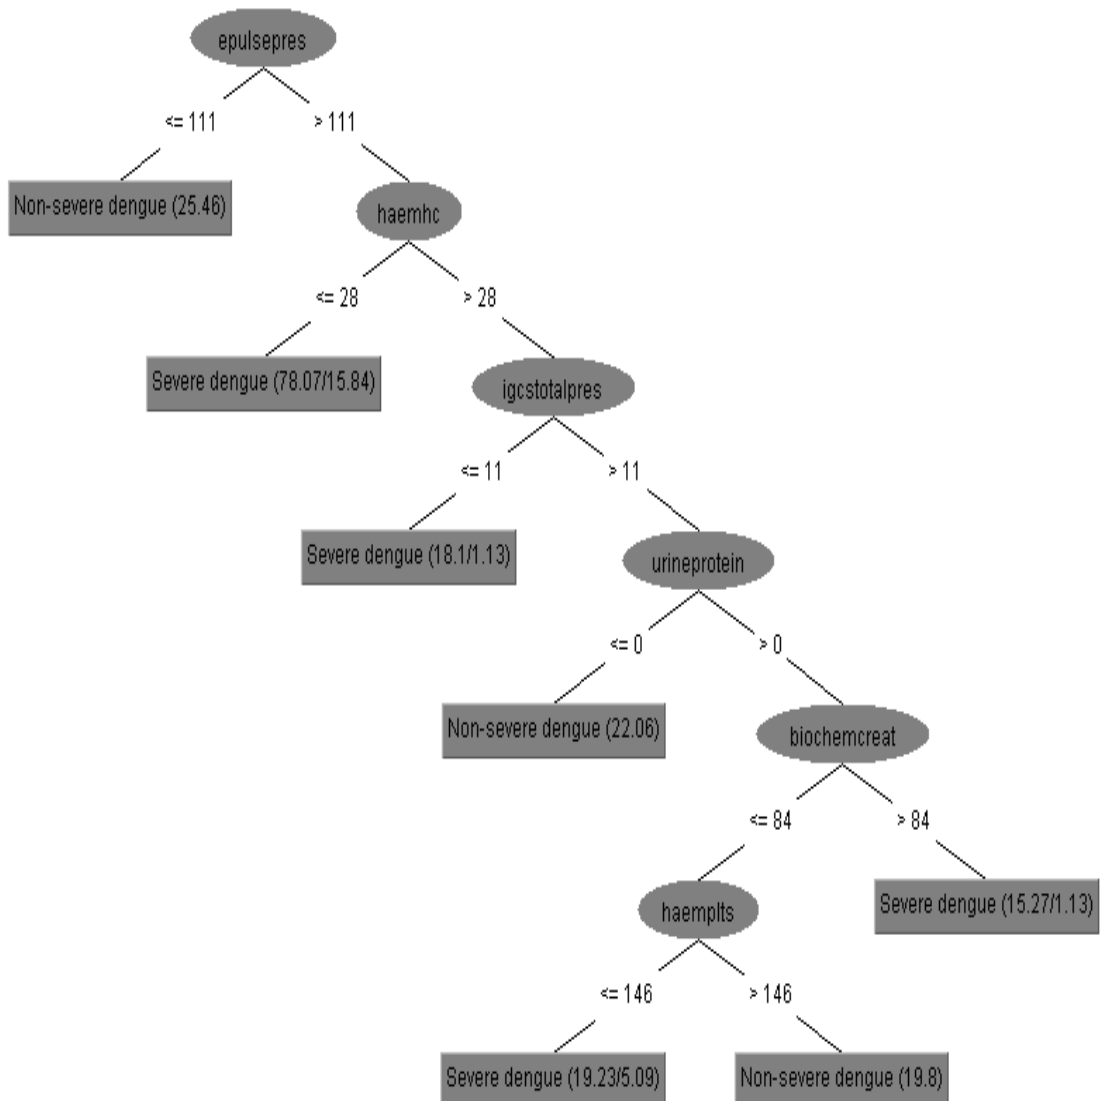 epulsepres
<= 111
> 111
Non-severe dengue (25.46)
haemhc
<= 28
> 28
Severe dengue (78.07/15.84)
igcstotalpres
<= 11
> 11
Severe dengue (18.1/1.13)
urineprotein
<= 0
> 0
Non-severe dengue (22.06)
biochemcreat
<= 84
> 84
haemplts
Severe dengue (15.27/1.13)
<= 146
> 146
Severe dengue (19.23/5.09)
Non-severe dengue (19.8)